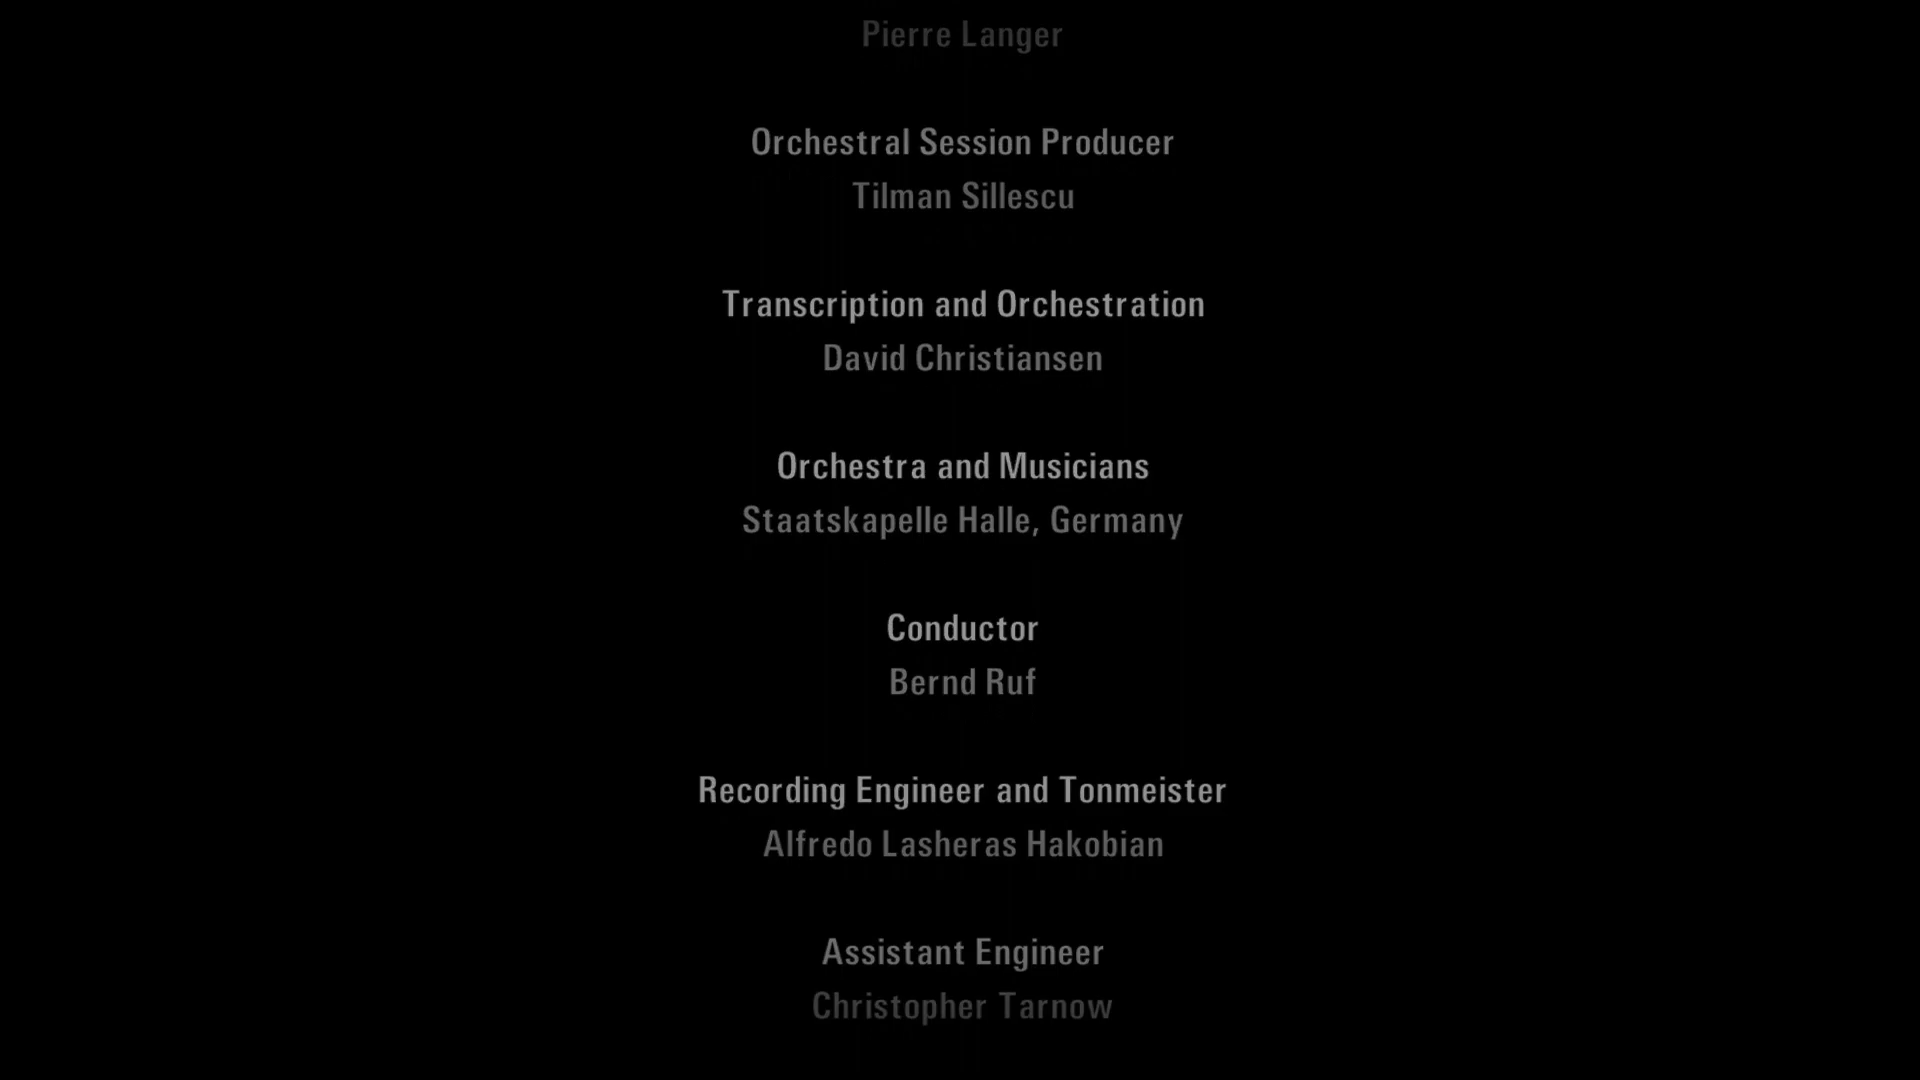 Pierre Langer
Orchestral Session Producer
Tilman Sillescu
Transcription and Orchestration
David Christiansen
Orchestra and Musicians
Staatskapelle Halle, Germany
Conductor
Bernd Ruf
Recording Engineer and Tonmeister
Alfredo Lasheras Hakobian
Assistant Engineer
Christopher Tarnow